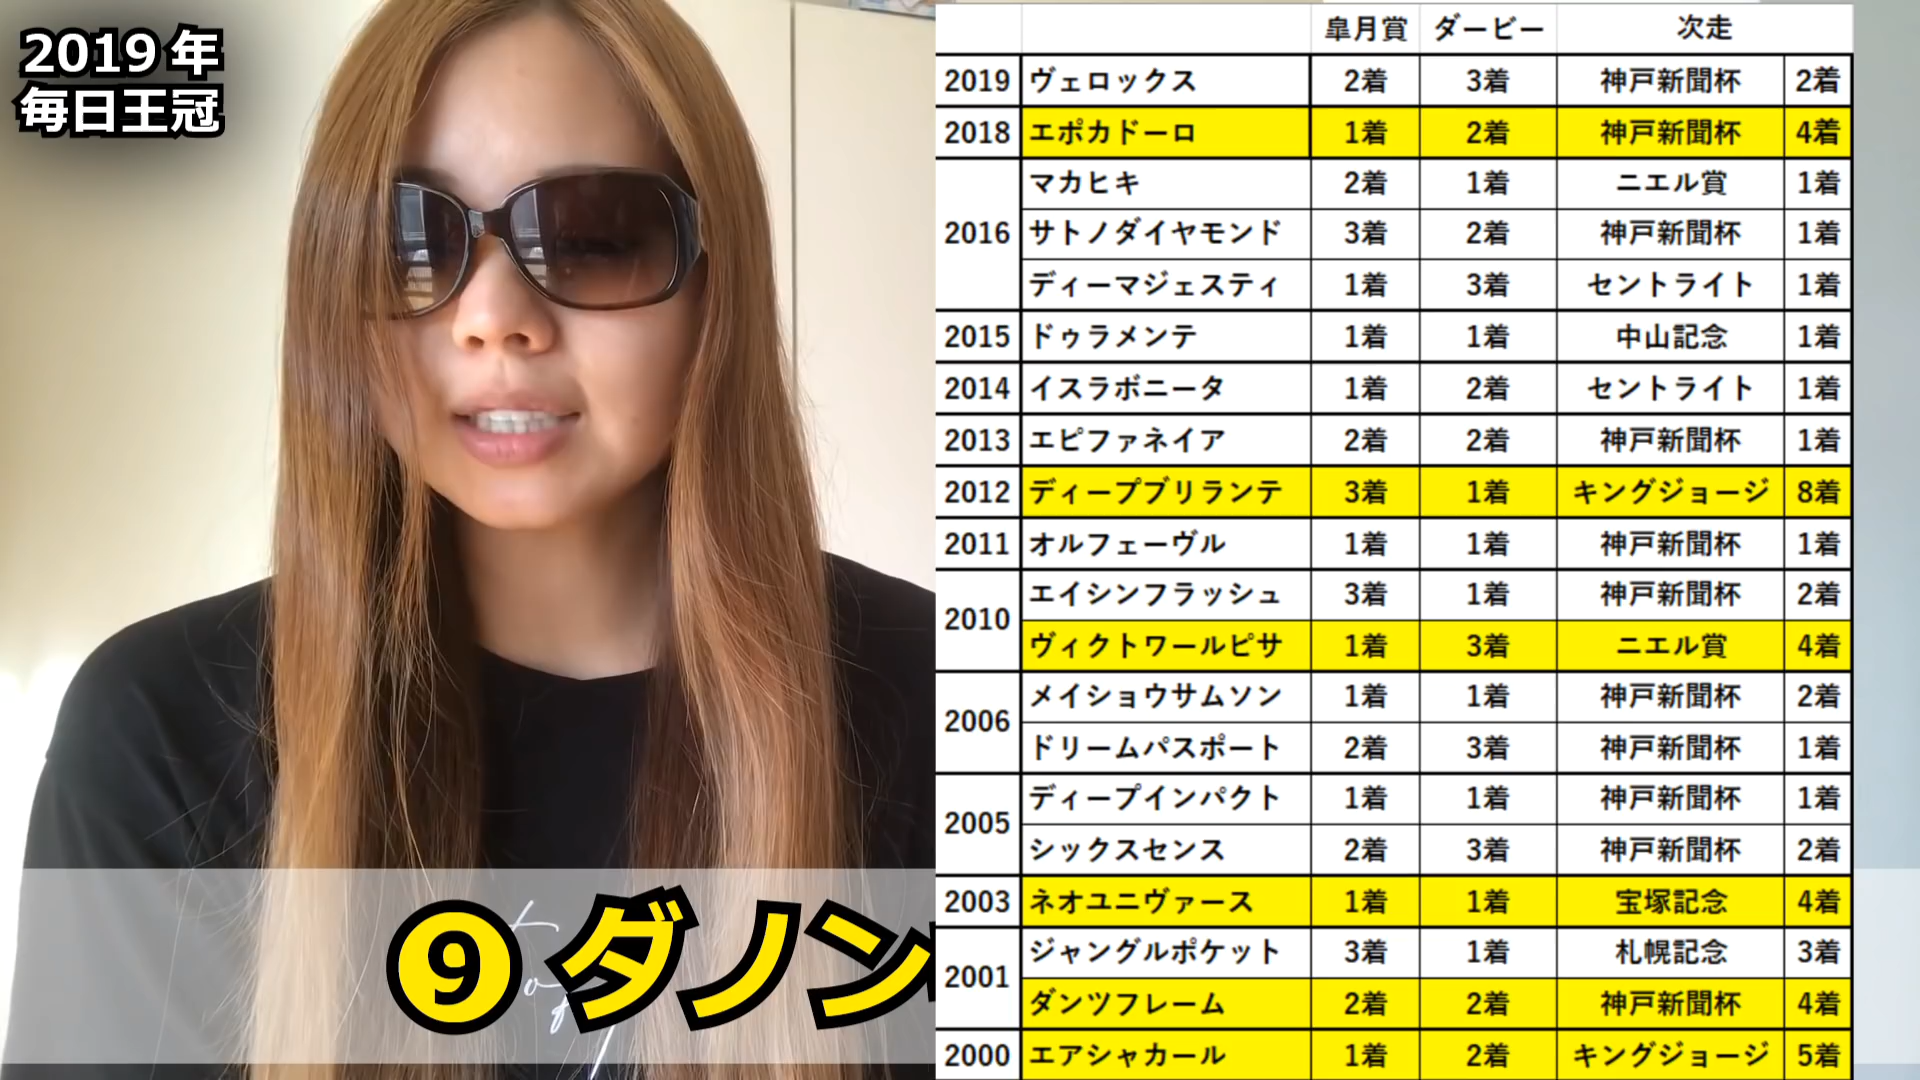 2019年
毎日王冠
皐月賞 ダービー 次走
2019 ヴェロックス 2着 3着 神戸新聞杯 2着
2018 エポカドーロ 1着 2着 神戸新聞杯 4着
2016 マカヒキ 2着 1着 ニエル賞 1着
サトノダイヤモンド 3着 2着 神戸新聞杯 1着
ディーマジェスティ 1着 3着 セントライト 1着
2015 ドゥラメンテ 1着 1着 中山記念 1着
2014 イスラボニータ 1着 2着 セントライト 1着
2013 エピファネイア 2着 2着 神戸新聞杯 1着
2012 ディープブリランテ 3着 1着 キングジョージ 8着
2011 オルフェーヴル 1着 1着 神戸新聞杯 1着
2010 エイシンフラッシュ 3着 1着 神戸新聞杯 2着
ヴィクトワールピサ 1着 3着 ニエル賞 4着
2006 メイショウサムソン 1着 1着 神戸新聞杯 2着
ドリームパスポート 2着 3着 神戸新聞杯 1着
2005 ディープインパクト 1着 1着 神戸新聞杯 1着
シックスセンス 2着 3着 神戸新聞杯 2着
2003 ネオユニヴァース 1着 1着 宝塚記念 4着
2001 ジャングルポケット 3着 1着 札幌記念 3着
ダンツフレーム 2着 2着 神戸新聞杯 4着
2000 エアシャカール 1着 2着 キングジョージ 5着
⑨ダノン